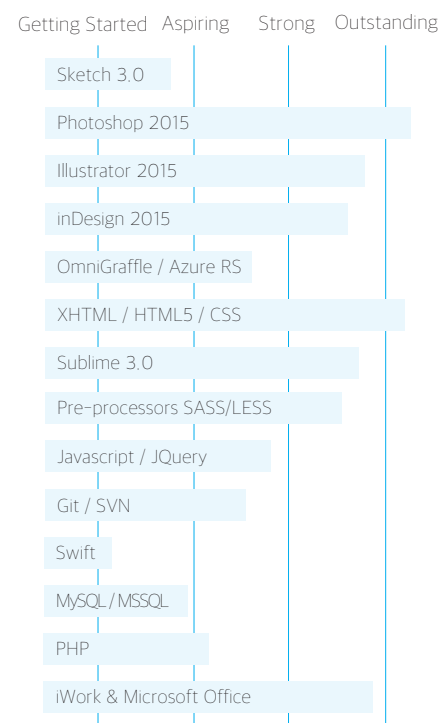 Getting Started Aspiring Strong Outstanding
Sketch 3.0
Photoshop 2015
Illustrator 2015
inDesign 2015
OmniGraffle / Azure RS
XHTML / HTML5 / CSS
Sublime 3.0
Pre-processors SASS/LESS
Javascript / JQuery
Git / SVN
Swift
MySQL / MSSQL
PHP
iWork & Microsoft Office